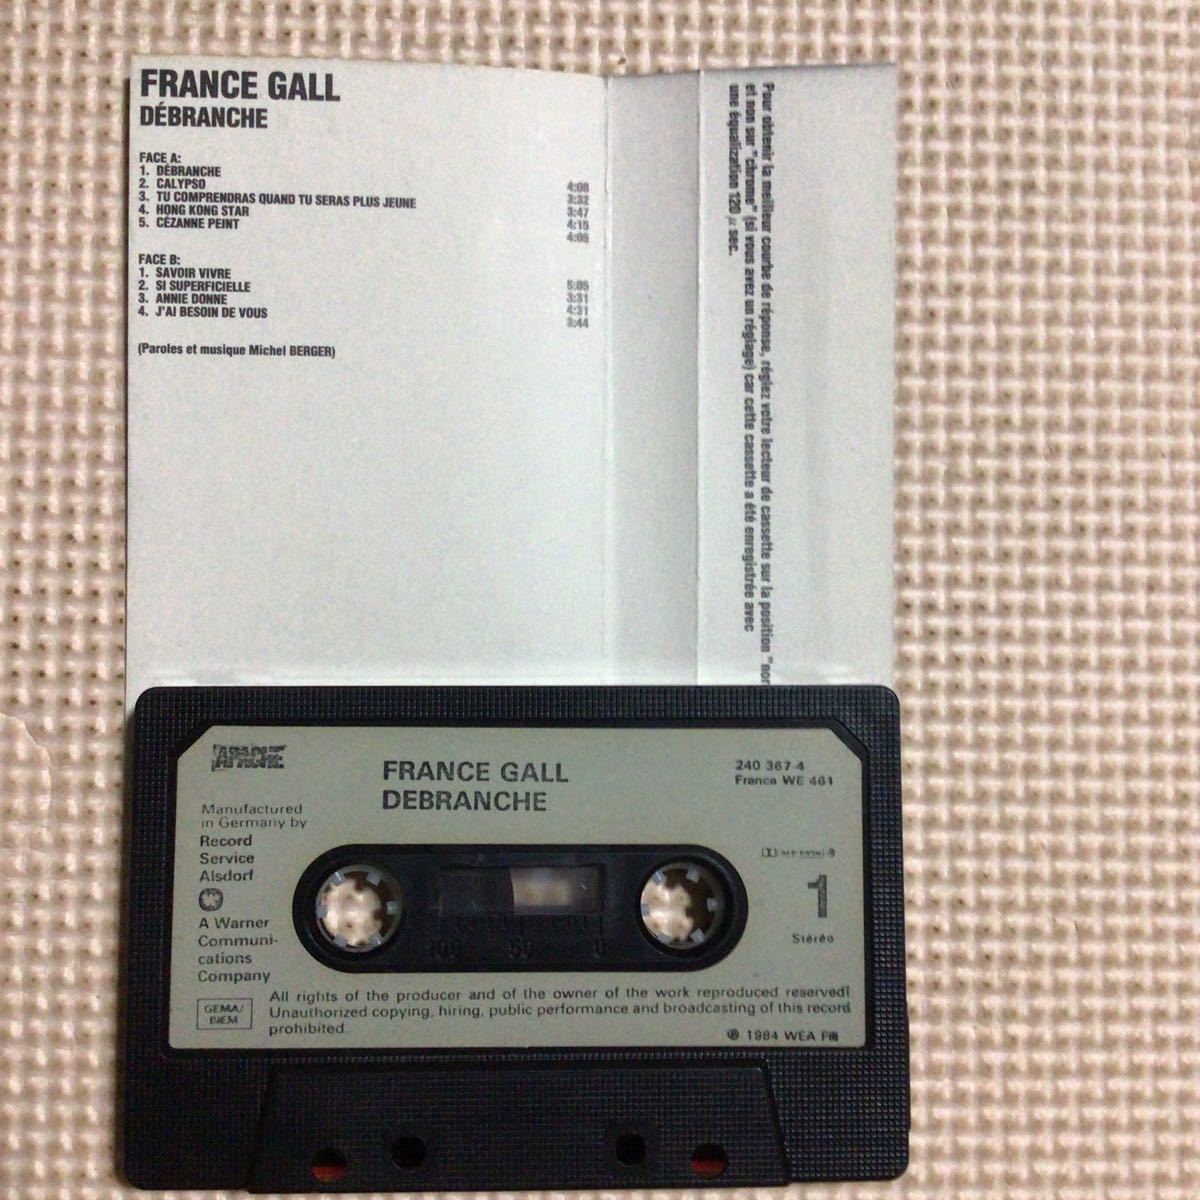 FRANCE GALL
DÉBRANCHE
FACE A:
1. DÉBRANCHE 4:08
2. CALYPSO 3:32
3. TU COMPRENDRAS QUAND TU SERAS PLUS JEUNE 3:47
4. HONG KONG STAR 4:15
5. CÉZANNE PEINT 4:05
FACE B:
1. SAVOIR VIVRE 5:05
2. SI SUPERFICIELLE 3:31
3. ANNIE DONNE 4:31
4. J'AI BESOIN DE VOUS 3:44
(Paroles et musique Michel BERGER)
Pour obtenir la meilleur courbe de réponse, réglez votre lecteur de cassette sur la position "nor
et non sur "chrome" (si vous avez un réglage) car cette cassette a été enregistrée avec
une équalization 120 µ sec.
APACHE
FRANCE GALL
DEBRANCHE
240 367-4
France WE 461
Manufactured
in Germany by
Record
Service
Alsdorf
A Warner
Communi-
cations
Company
GEMA/
BIEM
100 50 0
1
Stéréo
All rights of the producer and of the owner of the work reproduced reserved!
Unauthorized copying, hiring, public performance and broadcasting of this record
prohibited.
℗ 1984 WEA F